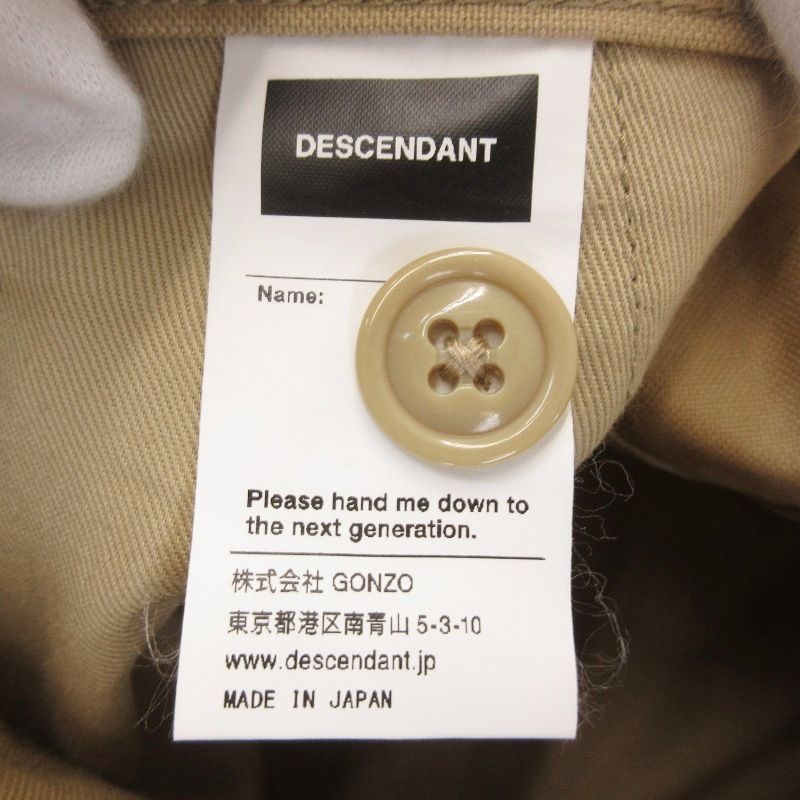 DESCENDANT
Name:
Please hand me down to
the next generation.
株式会社 GONZO
東京都港区南青山 5-3-10
www.descendant.jp
MADE IN JAPAN